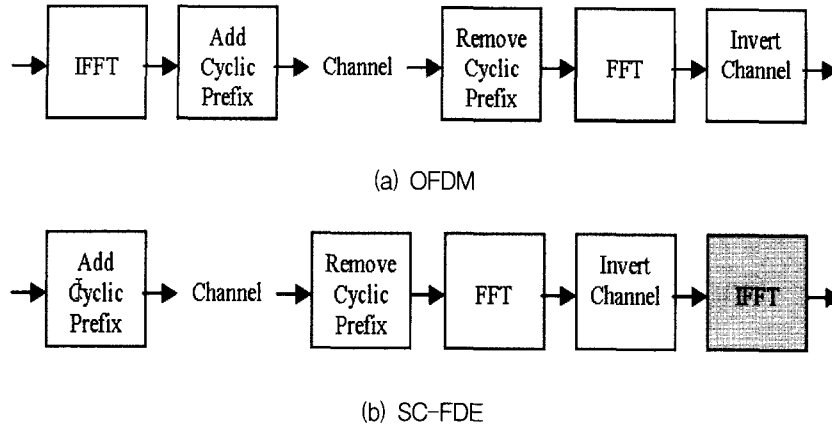 IFFT
Add
Cyclic
Prefix
Channel
Remove
Cyclic
Prefix
FFT
Invert
Channel
(a) OFDM
Add
Cyclic
Prefix
Channel
Remove
Cyclic
Prefix
FFT
Invert
Channel
IFFT
(b) SC-FDE